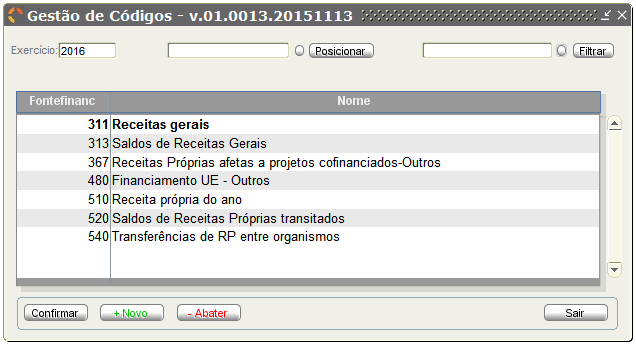 Gestão de Códigos - v.01.0013.20151113
Exercício: 2016 Posicionar Filtrar
Fontefinanc Nome
311 Receitas gerais
313 Saldos de Receitas Gerais
367 Receitas Próprias afetas a projetos cofinanciados-Outros
480 Financiamento UE - Outros
510 Receita própria do ano
520 Saldos de Receitas Próprias transitados
540 Transferências de RP entre organismos
Confirmar + Novo - Abater Sair